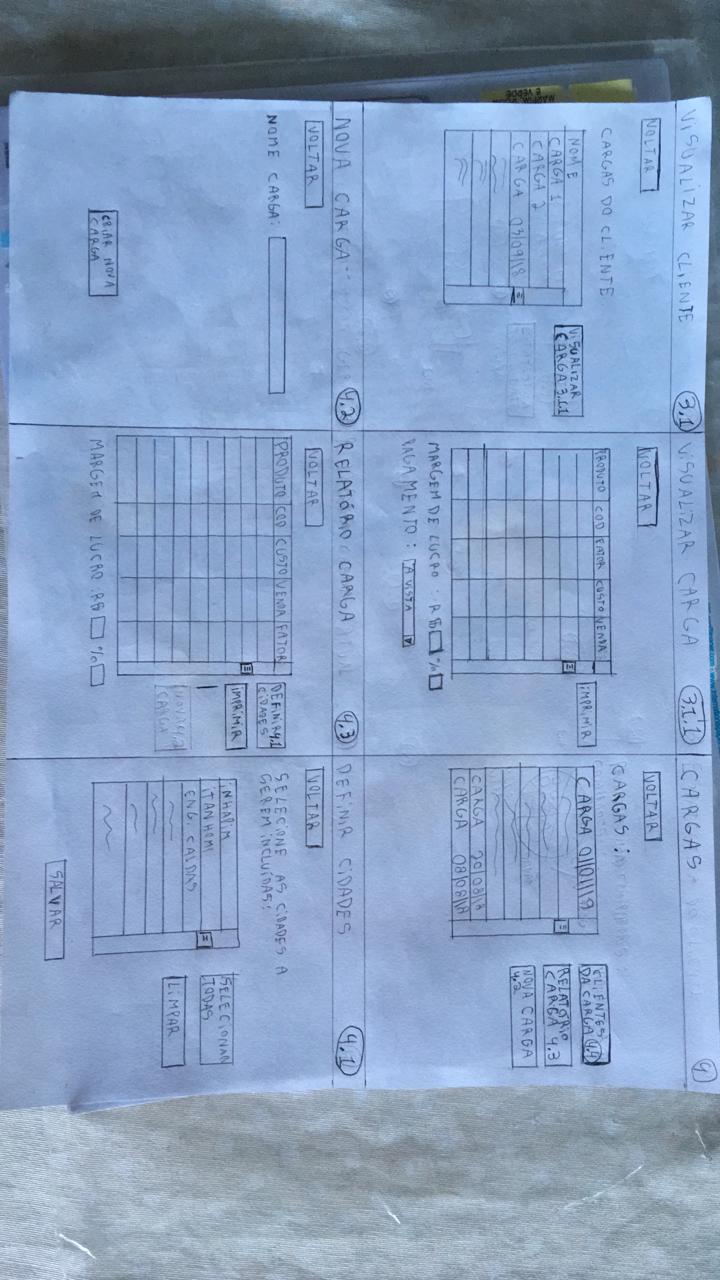 VISUALIZAR CLIENTE 3.1
VOLTAR
CARGAS DO CLIENTE
NOME
CARGA 1
CARGA 2
CARGA 03/09/18
VISUALIZAR
CARGA 3.1.1
VISUALIZAR CARGA 3.1.1
VOLTAR
PRODUTO COD FATOR CUSTO VENDA
IMPRIMIR
MARGEM DE LUCRO: R$ %
PAGAMENTO: À VISTA
CARGAS 4
VOLTAR
CARGAS:
CARGA 01/01/19
CARGA 20/08/18
CARGA 08/08/18
CLIENTES
DA CARGA 4.4
RELATÓRIO
CARGA 4.3
NOVA CARGA
4.2
NOVA CARGA 4.2
VOLTAR
NOME CARGA:
CRIAR NOVA
CARGA
RELATÓRIO CARGA 4.3
VOLTAR
PRODUTO COD CUSTO VENDA FATOR
DEFINIR 4.1
CIDADES
IMPRIMIR
NOVA 4.2
CARGA
MARGEM DE LUCRO: R$ %
DEFINIR CIDADES 4.1
VOLTAR
SELECIONE AS CIDADES A
SEREM INCLUÍDAS:
INHAPIM
ITANHOMI
ENG. CALDAS
SELECIONAR
TODAS
LIMPAR
SALVAR